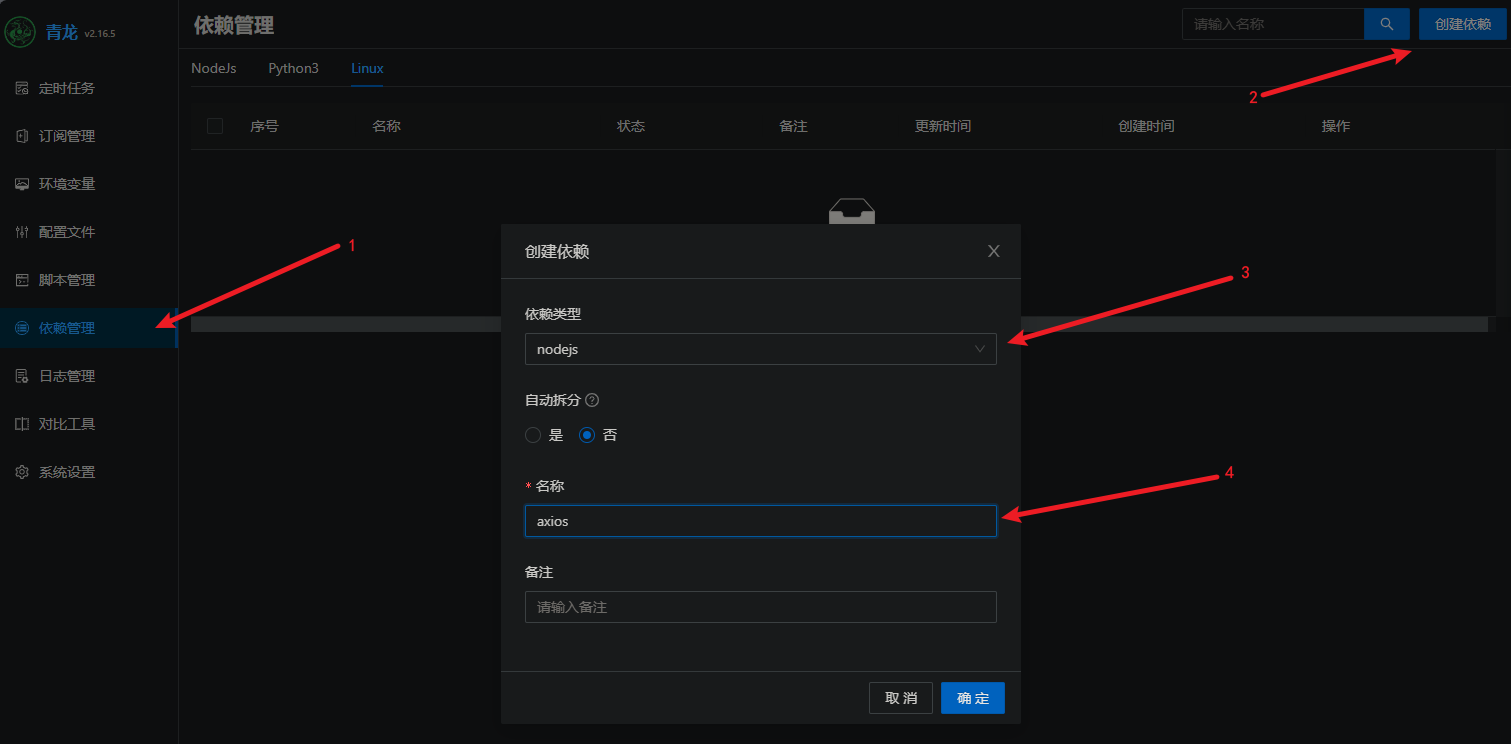 青龙 v2.16.5
依赖管理
请输入名称
创建依赖
NodeJs Python3 Linux
2
定时任务
序号 名称 状态 备注 更新时间 创建时间 操作
订阅管理
环境变量
配置文件
1
脚本管理
依赖管理
日志管理
对比工具
系统设置
创建依赖
3
依赖类型
nodejs
自动拆分
是 否
4
* 名称
axios
备注
请输入备注
取 消 确 定